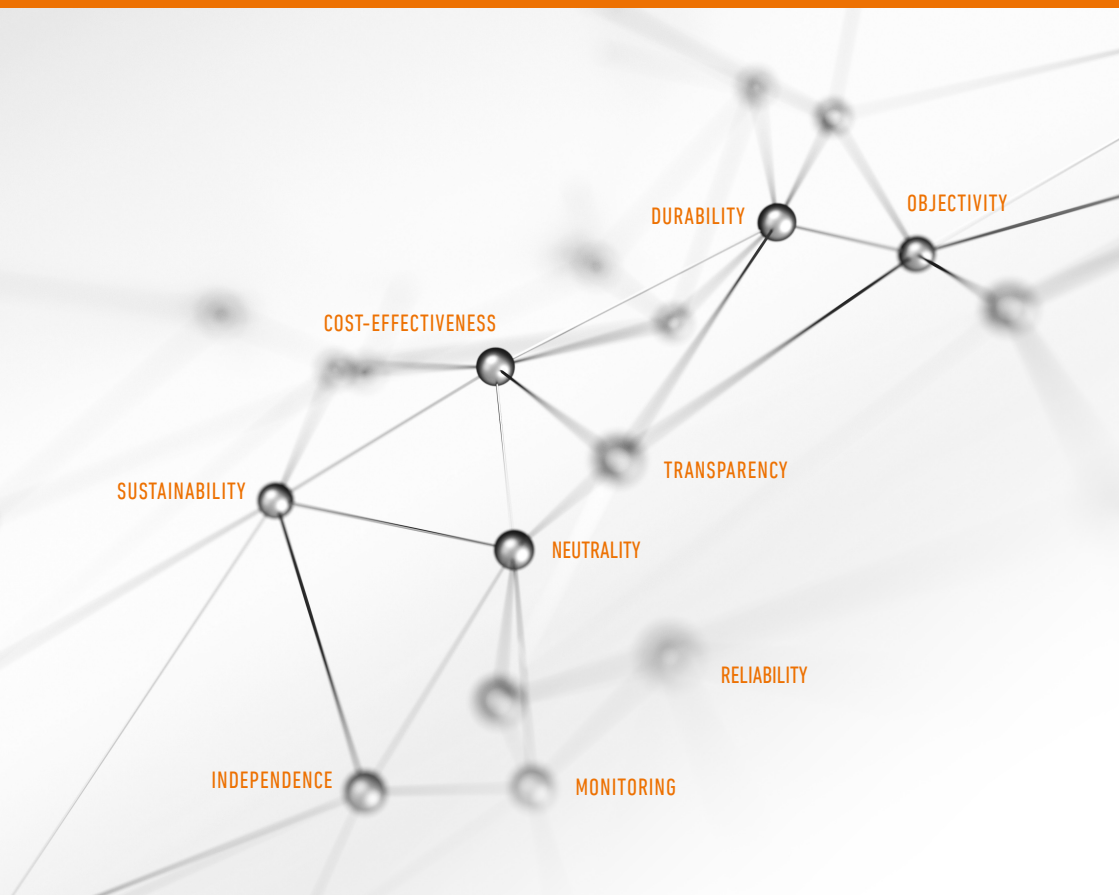 OBJECTIVITY
DURABILITY
COST-EFFECTIVENESS
TRANSPARENCY
SUSTAINABILITY
NEUTRALITY
RELIABILITY
INDEPENDENCE
MONITORING